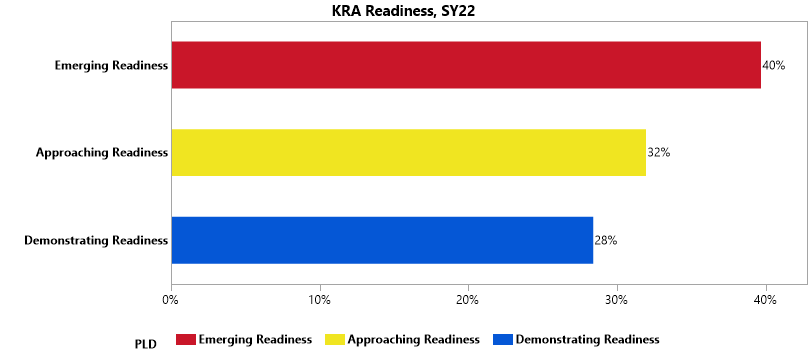 KRA Readiness, SY22
Emerging Readiness 40%
Approaching Readiness 32%
Demonstrating Readiness 28%
0% 10% 20% 30% 40%
PLD Emerging Readiness Approaching Readiness Demonstrating Readiness